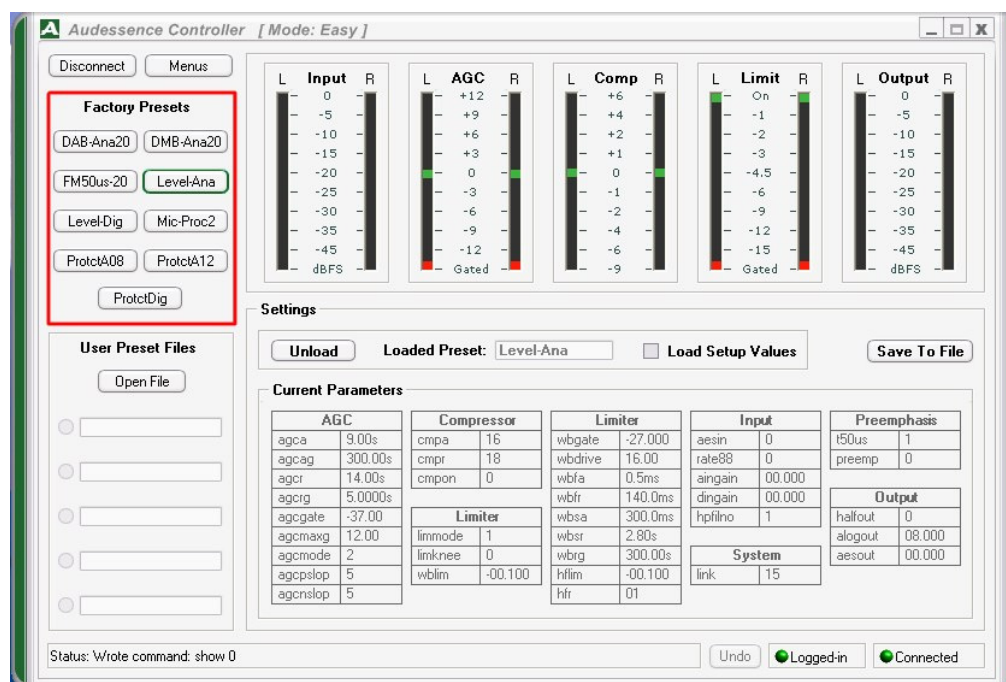 A Audessence Controller [ Mode: Easy ]
Disconnect Menus
Factory Presets
DAB-Ana20 DMB-Ana20
FM50us-20 Level-Ana
Level-Dig Mic-Proc2
ProtctA08 ProtctA12
ProtctDig
User Preset Files
Open File
L Input R
0
-5
-10
-15
-20
-25
-30
-35
-45
dBFS
L AGC R
+12
+9
+6
+3
0
-3
-6
-9
-12
Gated
L Comp R
+6
+4
+2
+1
0
-1
-2
-4
-6
-9
L Limit R
On
-1
-2
-3
-4.5
-6
-9
-12
-15
Gated
L Output R
0
-5
-10
-15
-20
-25
-30
-35
-45
dBFS
Settings
Unload Loaded Preset: Level-Ana Load Setup Values Save To File
Current Parameters
AGC
agca 9.00s
agcag 300.00s
agcr 14.00s
agcrg 5.0000s
agcgate -37.00
agcmaxg 12.00
agcmode 2
agcpslop 5
agcnslop 5
Compressor
cmpa 16
cmpr 18
cmpon 0
Limiter
limmode 1
limknee 0
wblim -00.100
Limiter
wbgate -27.000
wbdrive 16.00
wbfa 0.5ms
wbfr 140.0ms
wbsa 300.0ms
wbsr 2.80s
wbrg 300.00s
hflim -00.100
hfr 01
Input
aesin 0
rate88 0
aingain 00.000
dingain 00.000
hpfilno 1
System
link 15
Preemphasis
t50us 1
preemp 0
Output
halfout 0
alogout 08.000
aesout 00.000
Status: Wrote command: show 0 Undo Logged-in Connected